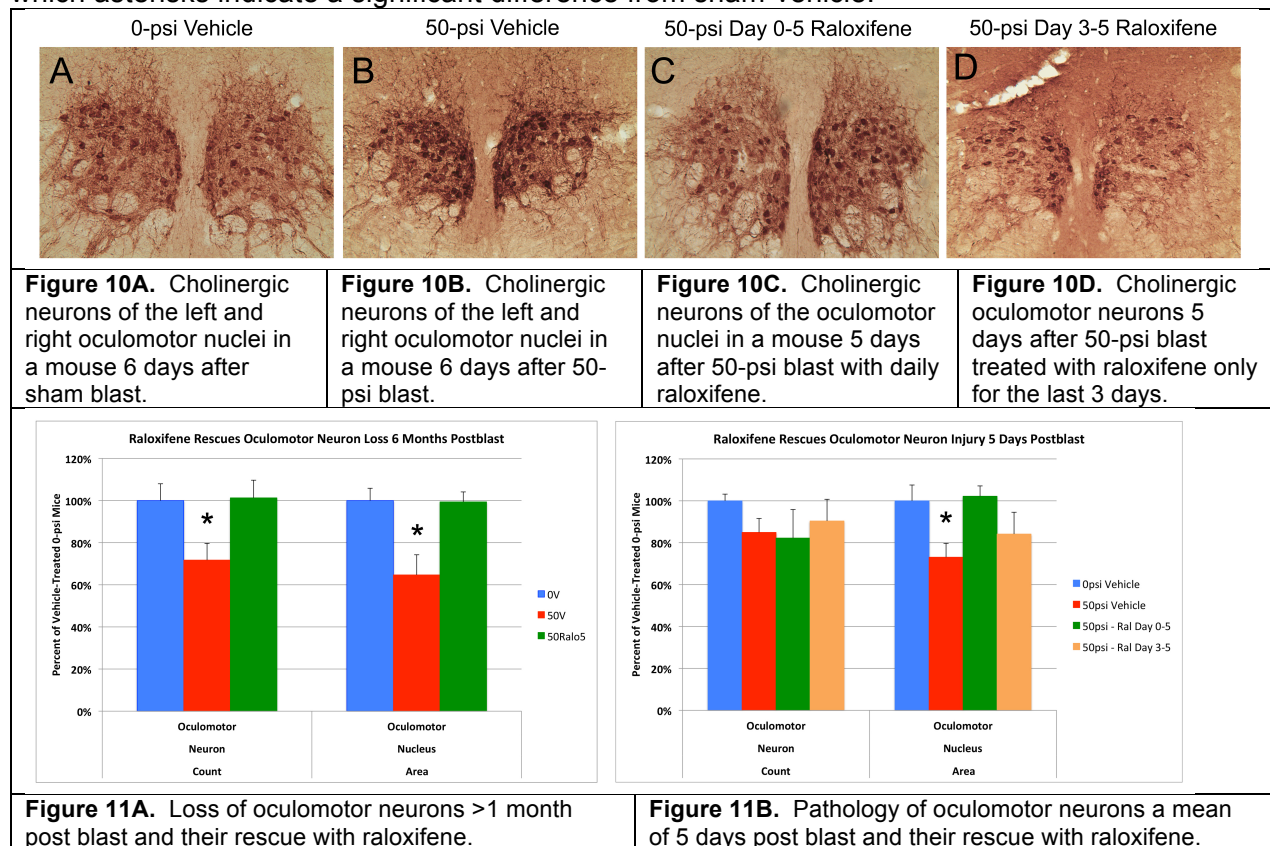 which asterisks indicate a significant difference from sham Vehicle.
0-psi Vehicle
50-psi Vehicle
50-psi Day 0-5 Raloxifene
50-psi Day 3-5 Raloxifene
A
B
C
D
Figure 10A. Cholinergic
neurons of the left and
right oculomotor nuclei in
a mouse 6 days after
sham blast.
Figure 10B. Cholinergic
neurons of the left and
right oculomotor nuclei in
a mouse 6 days after 50-
psi blast.
Figure 10C. Cholinergic
neurons of the oculomotor
nuclei in a mouse 5 days
after 50-psi blast with daily
raloxifene.
Figure 10D. Cholinergic
oculomotor neurons 5
days after 50-psi blast
treated with raloxifene only
for the last 3 days.
Raloxifene Rescues Oculomotor Neuron Loss 6 Months Postblast
Percent of Vehicle-Treated 0-psi Mice
120%
100%
80%
60%
40%
20%
0%
*
*
Oculomotor
Neuron
Count
Oculomotor
Nucleus
Area
0V
50V
50Ralo5
Raloxifene Rescues Oculomotor Neuron Injury 5 Days Postblast
Percent of Vehicle-Treated 0-psi Mice
120%
100%
80%
60%
40%
20%
0%
*
Oculomotor
Neuron
Count
Oculomotor
Nucleus
Area
0psi Vehicle
50psi Vehicle
50psi - Ral Day 0-5
50psi - Ral Day 3-5
Figure 11A. Loss of oculomotor neurons >1 month
post blast and their rescue with raloxifene.
Figure 11B. Pathology of oculomotor neurons a mean
of 5 days post blast and their rescue with raloxifene.